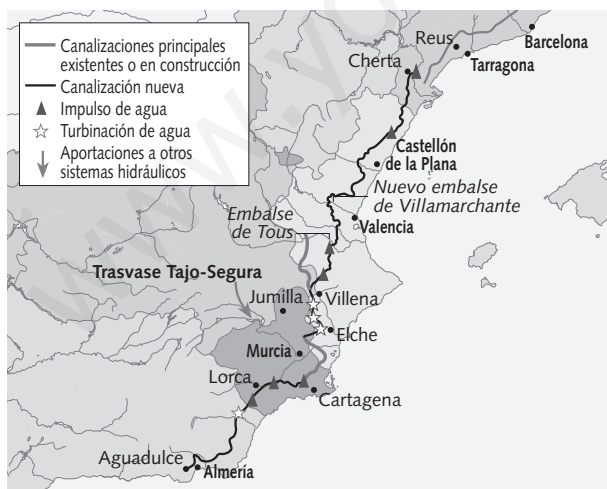 Canalizaciones principales
existentes o en construcción
Canalización nueva
Impulso de agua
Turbinación de agua
Aportaciones a otros
sistemas hidráulicos
Reus
Barcelona
Cherta
Tarragona
Castellón
de la Plana
Nuevo embalse
de Villamarchante
Embalse
de Tous
Valencia
Trasvase Tajo-Segura
Jumilla
Villena
Elche
Murcia
Lorca
Cartagena
Aguadulce
Almería